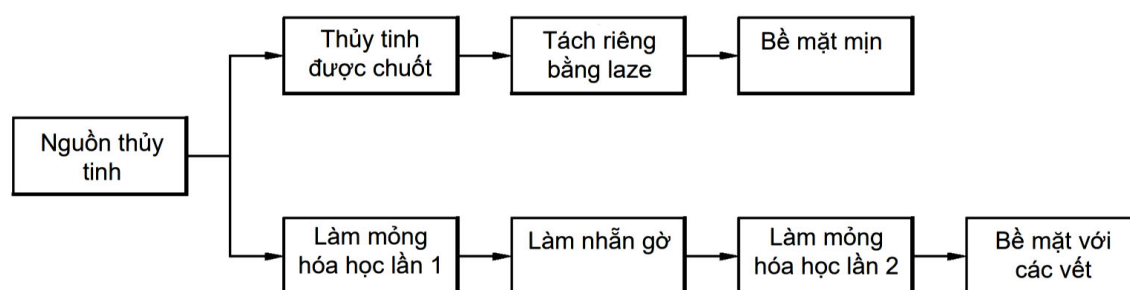 Thủy tinh
được chuốt
Tách riêng
bằng laze
Bề mặt mịn
Nguồn thủy
tinh
Làm mỏng
hóa học lần 1
Làm nhẵn gờ
Làm mỏng
hóa học lần 2
Bề mặt với
các vết